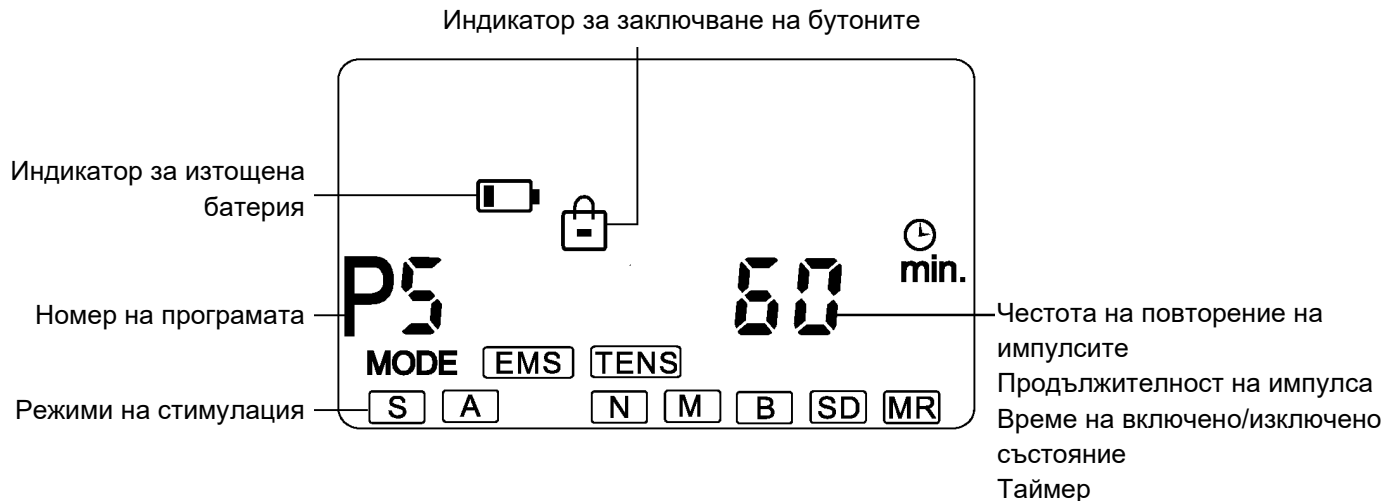 Индикатор за заключване на бутоните
Индикатор за изтощена
батерия
min.
P5
60
Номер на програмата
Честота на повторение на
импулсите
Продължителност на импулса
Време на включено/изключено
състояние
Таймер
MODE EMS TENS
Режими на стимулация
S A N M B SD MR